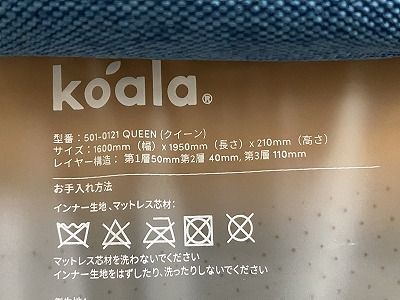 koala®
型番：501-0121 QUEEN (クイーン)
サイズ：1600mm（幅）x 1950mm（長さ）x 210mm（高さ）
レイヤー構造： 第1層50mm第2層 40mm, 第3層 110mm
お手入れ方法
インナー生地、マットレス芯材:
マットレス芯材を洗わないでください
インナー生地をはずしたり、洗ったりしないでください